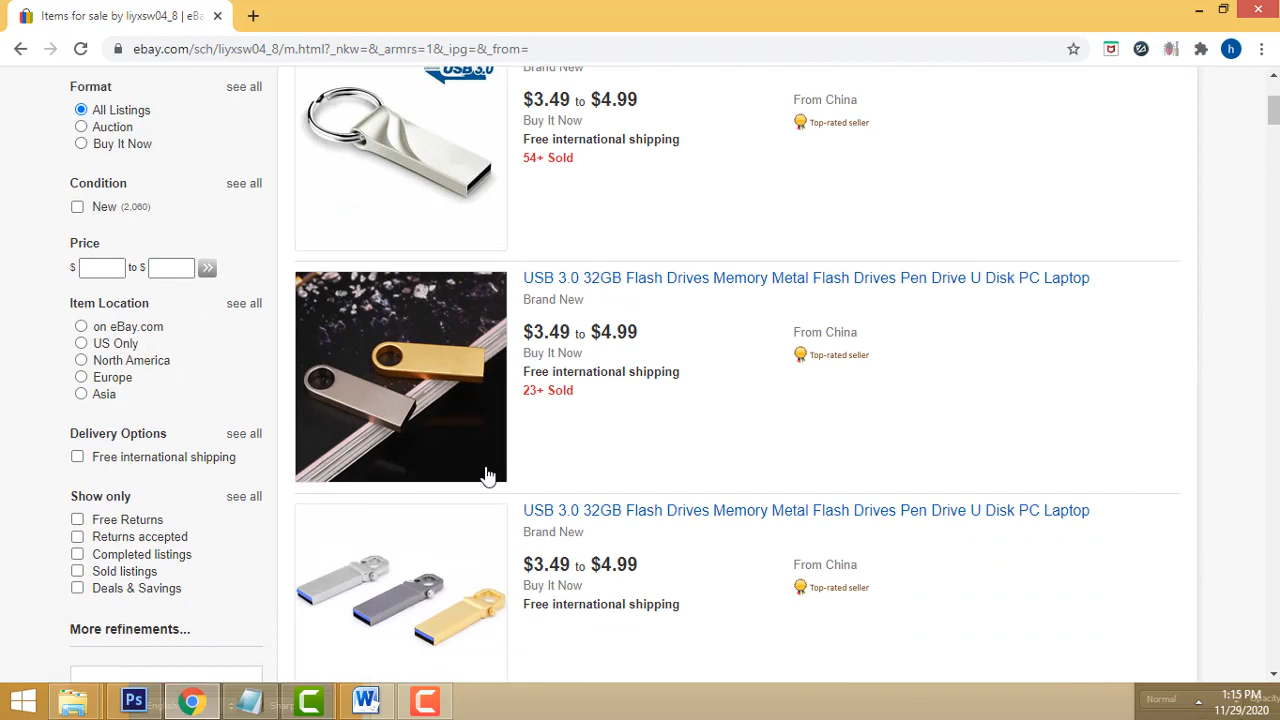 Items for sale by liyxsw04_8 | eBa
ebay.com/sch/liyxsw04_8/m.html?_nkw=&_armrs=1&_ipg=&_from=
h
Format see all
All Listings
Auction
Buy It Now
Condition see all
New (2,060)
Price
$ to $
Item Location see all
on eBay.com
US Only
North America
Europe
Asia
Delivery Options see all
Free international shipping
Show only see all
Free Returns
Returns accepted
Completed listings
Sold listings
Deals & Savings
More refinements...
USB 3.0
Brand New
$3.49 to $4.99 From China
Buy It Now Top-rated seller
Free international shipping
54+ Sold
USB 3.0 32GB Flash Drives Memory Metal Flash Drives Pen Drive U Disk PC Laptop
Brand New
$3.49 to $4.99 From China
Buy It Now Top-rated seller
Free international shipping
23+ Sold
USB 3.0 32GB Flash Drives Memory Metal Flash Drives Pen Drive U Disk PC Laptop
Brand New
$3.49 to $4.99 From China
Buy It Now Top-rated seller
Free international shipping
Ps English Sharp W C C Normal
1:15 PM
11/29/2020